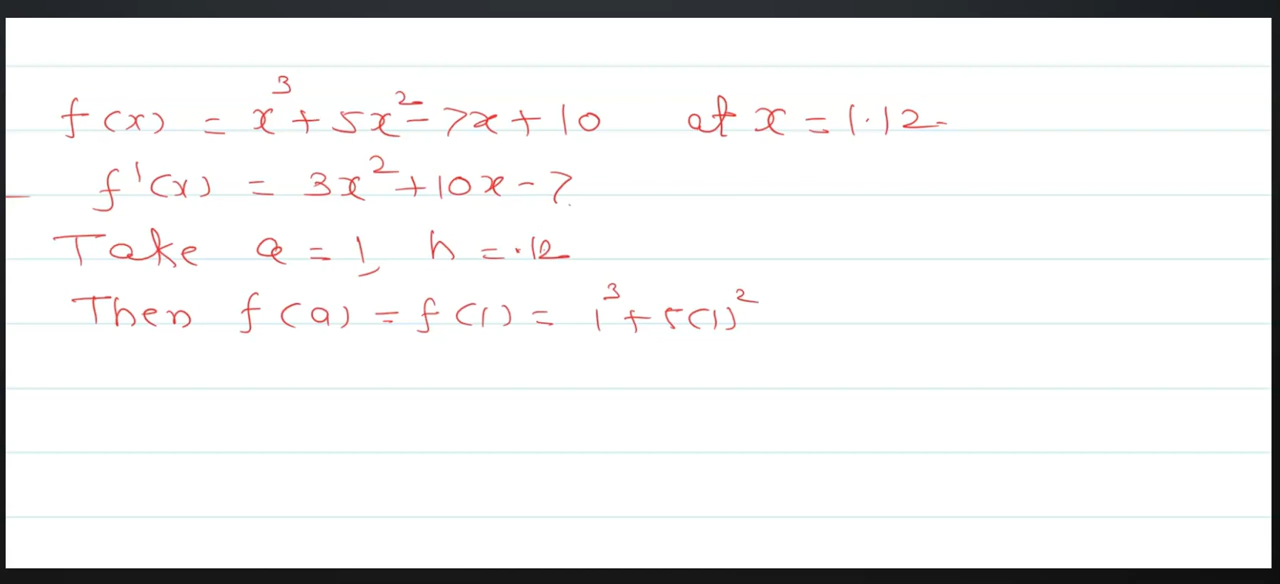 f(x) = x³ + 5x² - 7x + 10 at x = 1.12
f'(x) = 3x² + 10x - 7
Take a = 1, h = .12
Then f(a) = f(1) = 1³ + 5(1)²